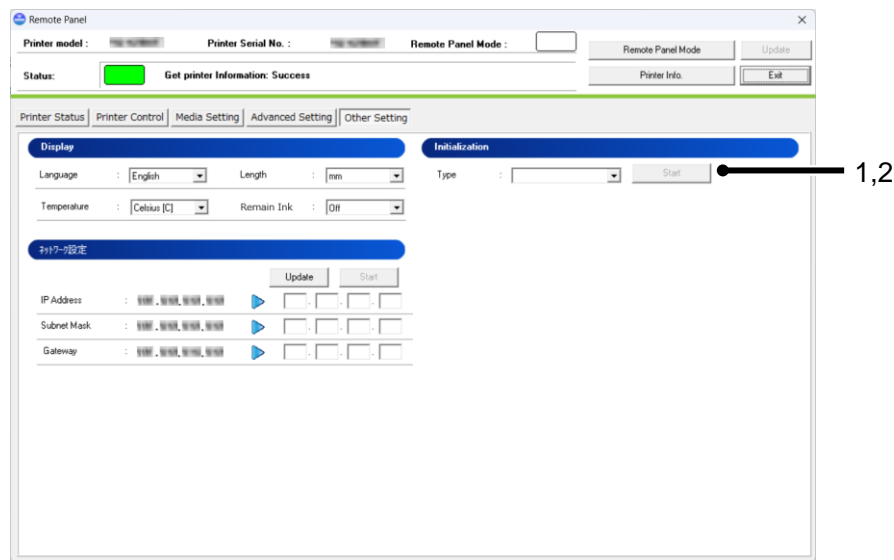 Remote Panel
Printer model : Printer Serial No. : Remote Panel Mode :
Remote Panel Mode Update
Status: Get printer Information: Success
Printer Info. Exit
Printer Status Printer Control Media Setting Advanced Setting Other Setting
Display Initialization
Language : English Length : mm Type : Start 1,2
Temperature : Celsius [C] Remain Ink : Off
ネットワーク設定
Update Start
IP Address : . . . . . .
Subnet Mask : . . . . . .
Gateway : . . . . . .